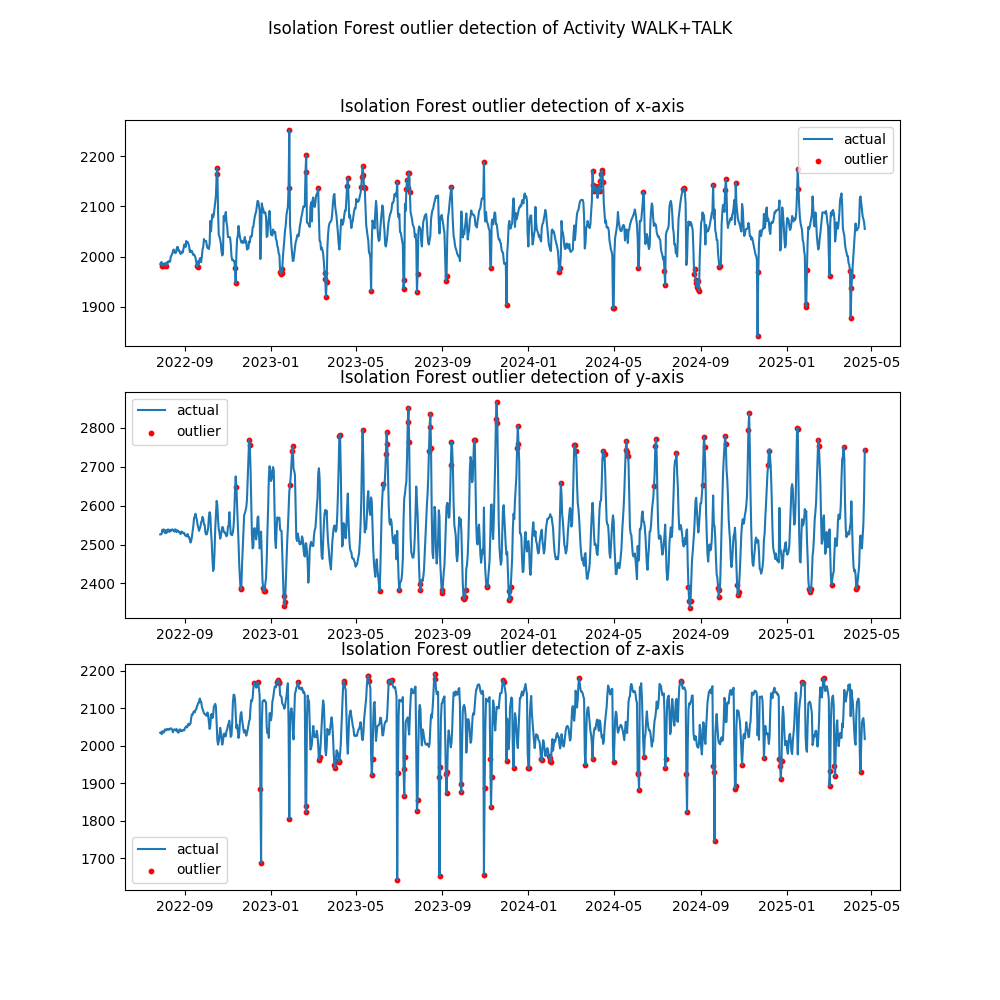 Isolation Forest outlier detection of Activity WALK+TALK
Isolation Forest outlier detection of x-axis
2200
2100
2000
1900
actual
outlier
2022-09 2023-01 2023-05 2023-09 2024-01 2024-05 2024-09 2025-01 2025-05
Isolation Forest outlier detection of y-axis
2800
2700
2600
2500
2400
actual
outlier
2022-09 2023-01 2023-05 2023-09 2024-01 2024-05 2024-09 2025-01 2025-05
Isolation Forest outlier detection of z-axis
2200
2100
2000
1900
1800
1700
actual
outlier
2022-09 2023-01 2023-05 2023-09 2024-01 2024-05 2024-09 2025-01 2025-05